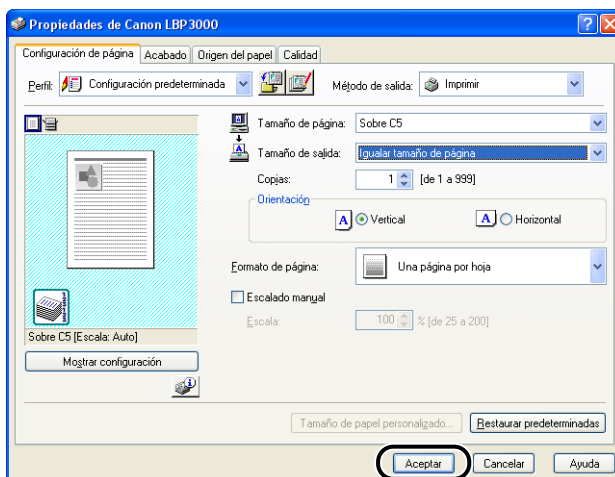 Propiedades de Canon LBP3000
Configuración de página Acabado Origen del papel Calidad
Perfil: Configuración predeterminada Método de salida: Imprimir
Tamaño de página: Sobre C5
Tamaño de salida: Igualar tamaño de página
Copias: 1 [de 1 a 999]
Orientación
A Vertical A Horizontal
Formato de página: Una página por hoja
Escalado manual
Escala: 100 % [de 25 a 200]
Sobre C5 [Escala: Auto]
Mostrar configuración
Tamaño de papel personalizado... Restaurar predeterminadas
Aceptar Cancelar Ayuda